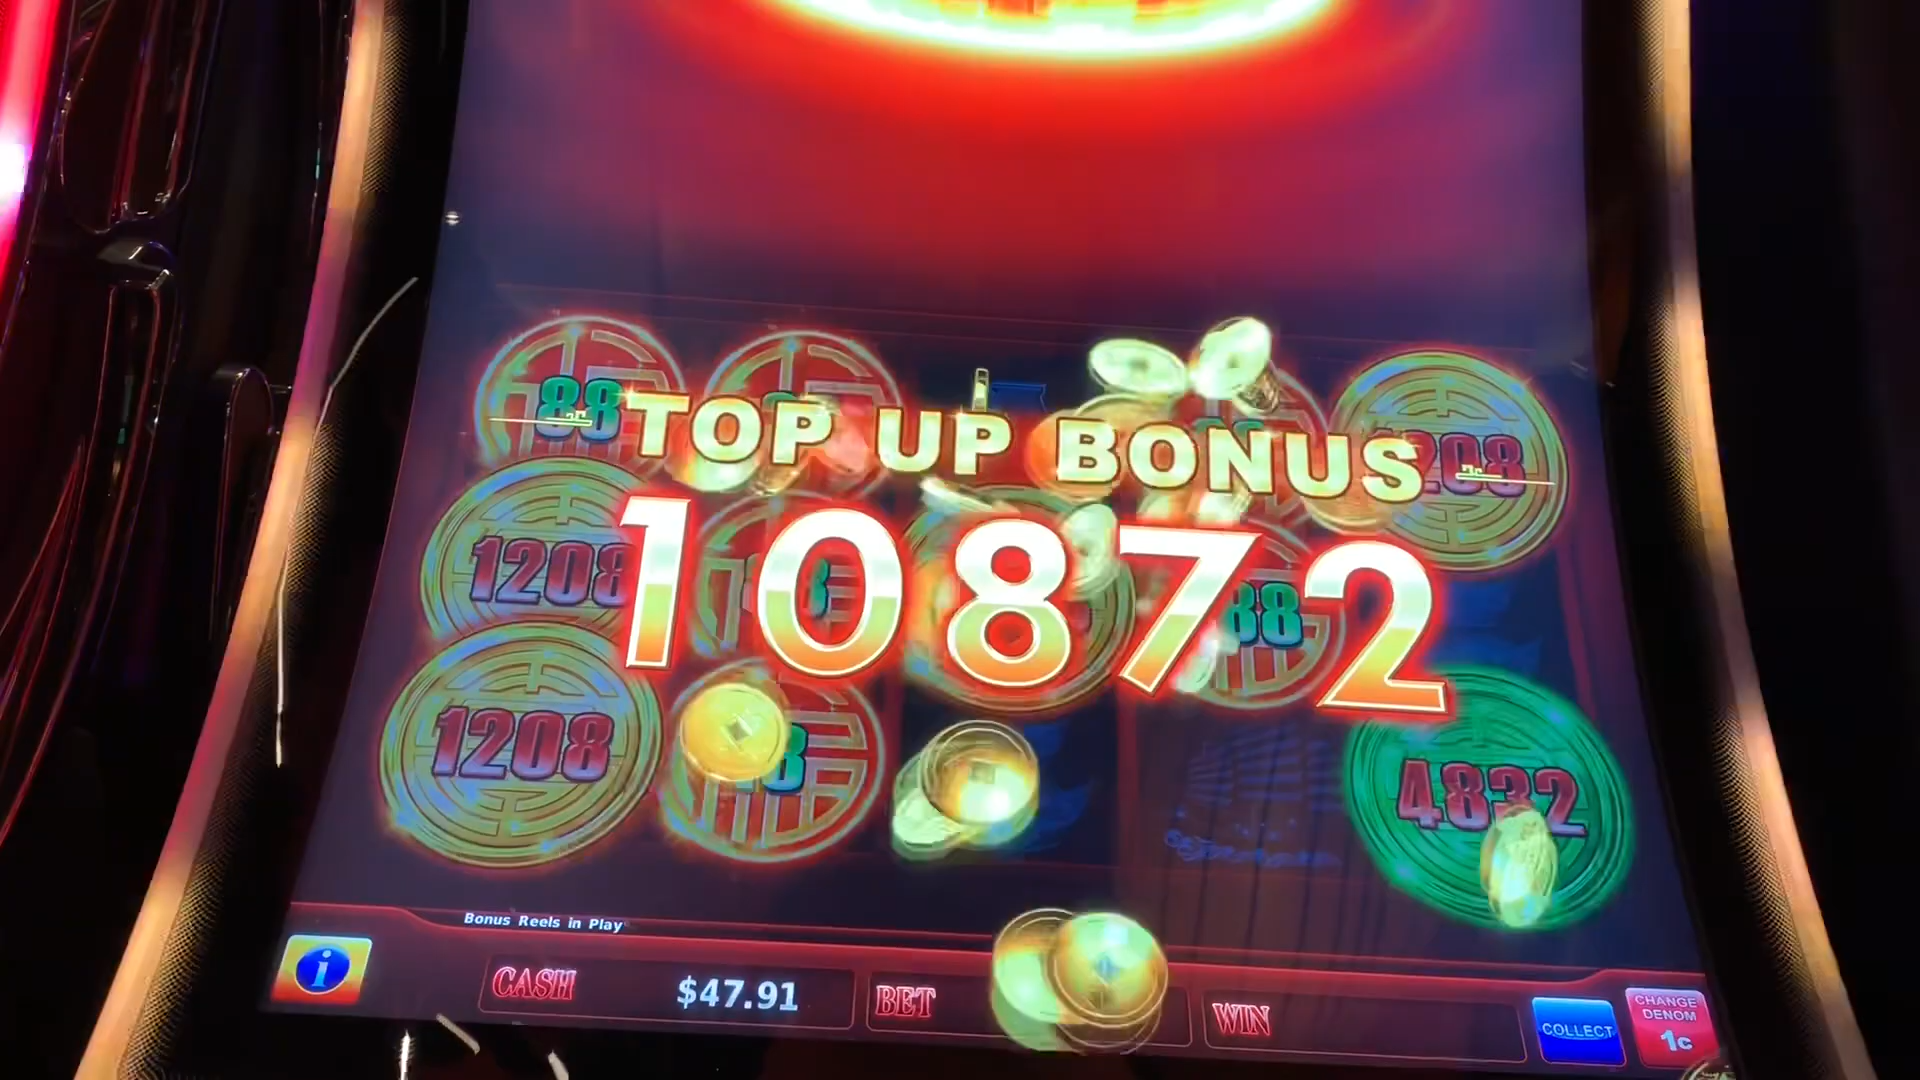 88
TOP UP BONUS
1208
1208
10872
88
1208
4832
Bonus Reels in Play
CASH $47.91 BET WIN
COLLECT
CHANGE
DENOM
1c